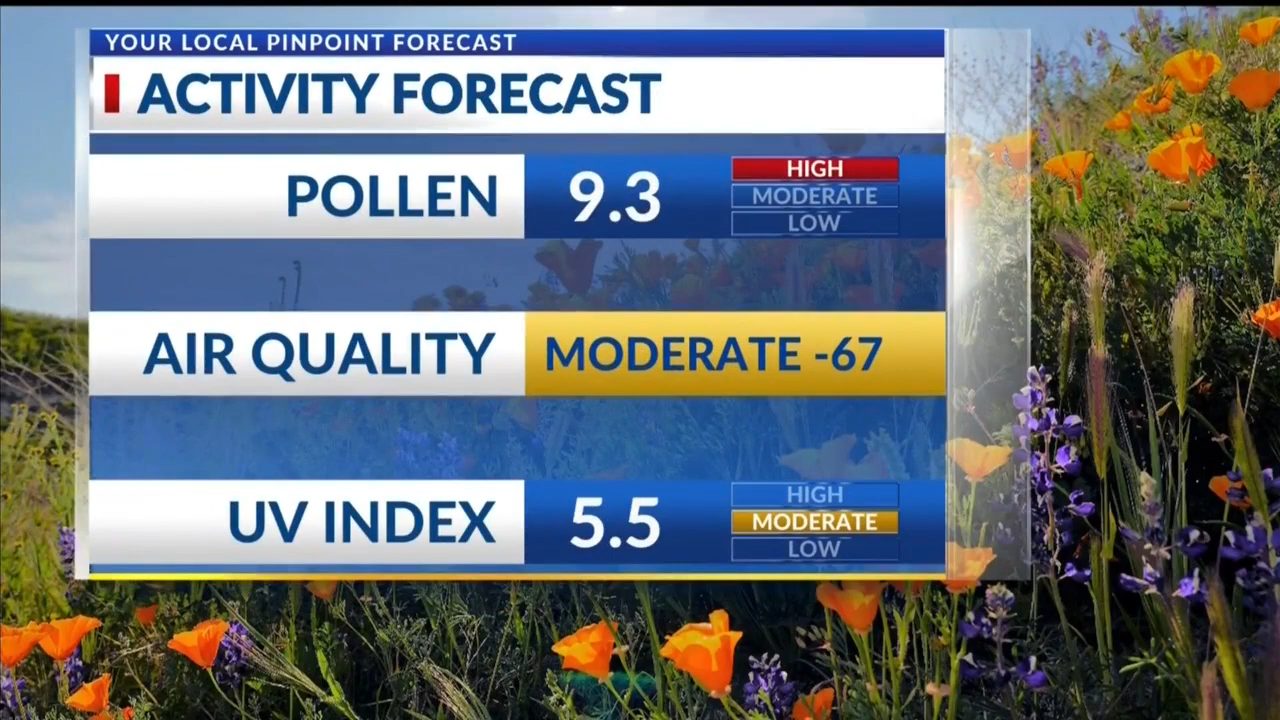 YOUR LOCAL PINPOINT FORECAST
ACTIVITY FORECAST
POLLEN 9.3 HIGH
MODERATE
LOW
AIR QUALITY MODERATE -67
UV INDEX 5.5 HIGH
MODERATE
LOW